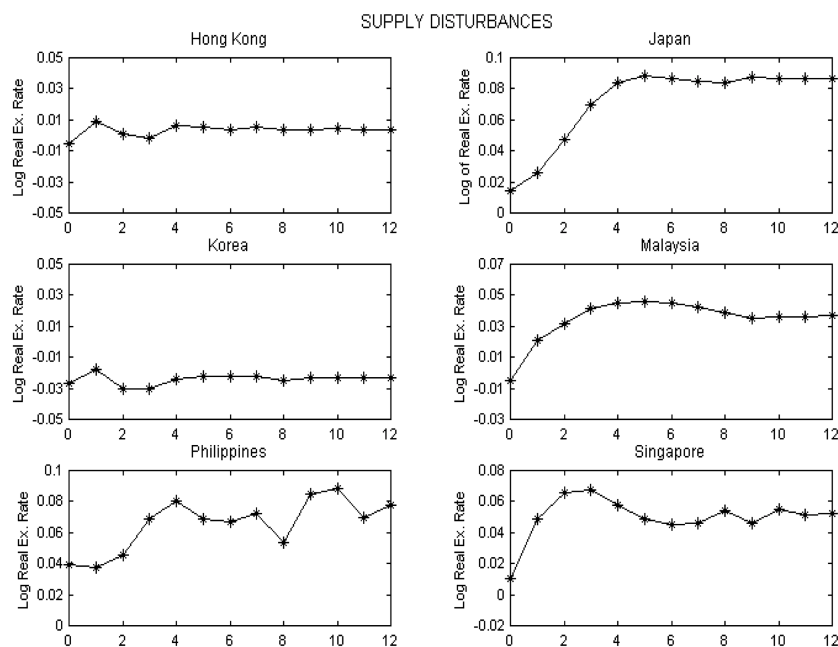 SUPPLY DISTURBANCES
Hong Kong
Log Real Ex. Rate
0.05
0.03
0.01
-0.01
-0.03
-0.05
0 2 4 6 8 10 12
Japan
Log of Real Ex. Rate
0.1
0.08
0.06
0.04
0.02
0
0 2 4 6 8 10 12
Korea
Log Real Ex. Rate
0.05
0.03
0.01
-0.01
-0.03
-0.05
0 2 4 6 8 10 12
Malaysia
Log Real Ex. Rate
0.07
0.05
0.03
0.01
-0.01
-0.03
0 2 4 6 8 10 12
Philippines
Log Real Ex. Rate
0.1
0.08
0.06
0.04
0.02
0
0 2 4 6 8 10 12
Singapore
Log Real Ex. Rate
0.08
0.06
0.04
0.02
0
-0.02
0 2 4 6 8 10 12